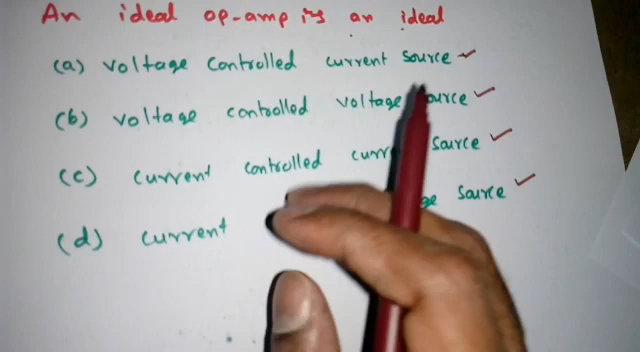 An ideal op-amp is an ideal
(a) voltage controlled current source
(b) voltage controlled voltage source
(c) current controlled source
(d) current source